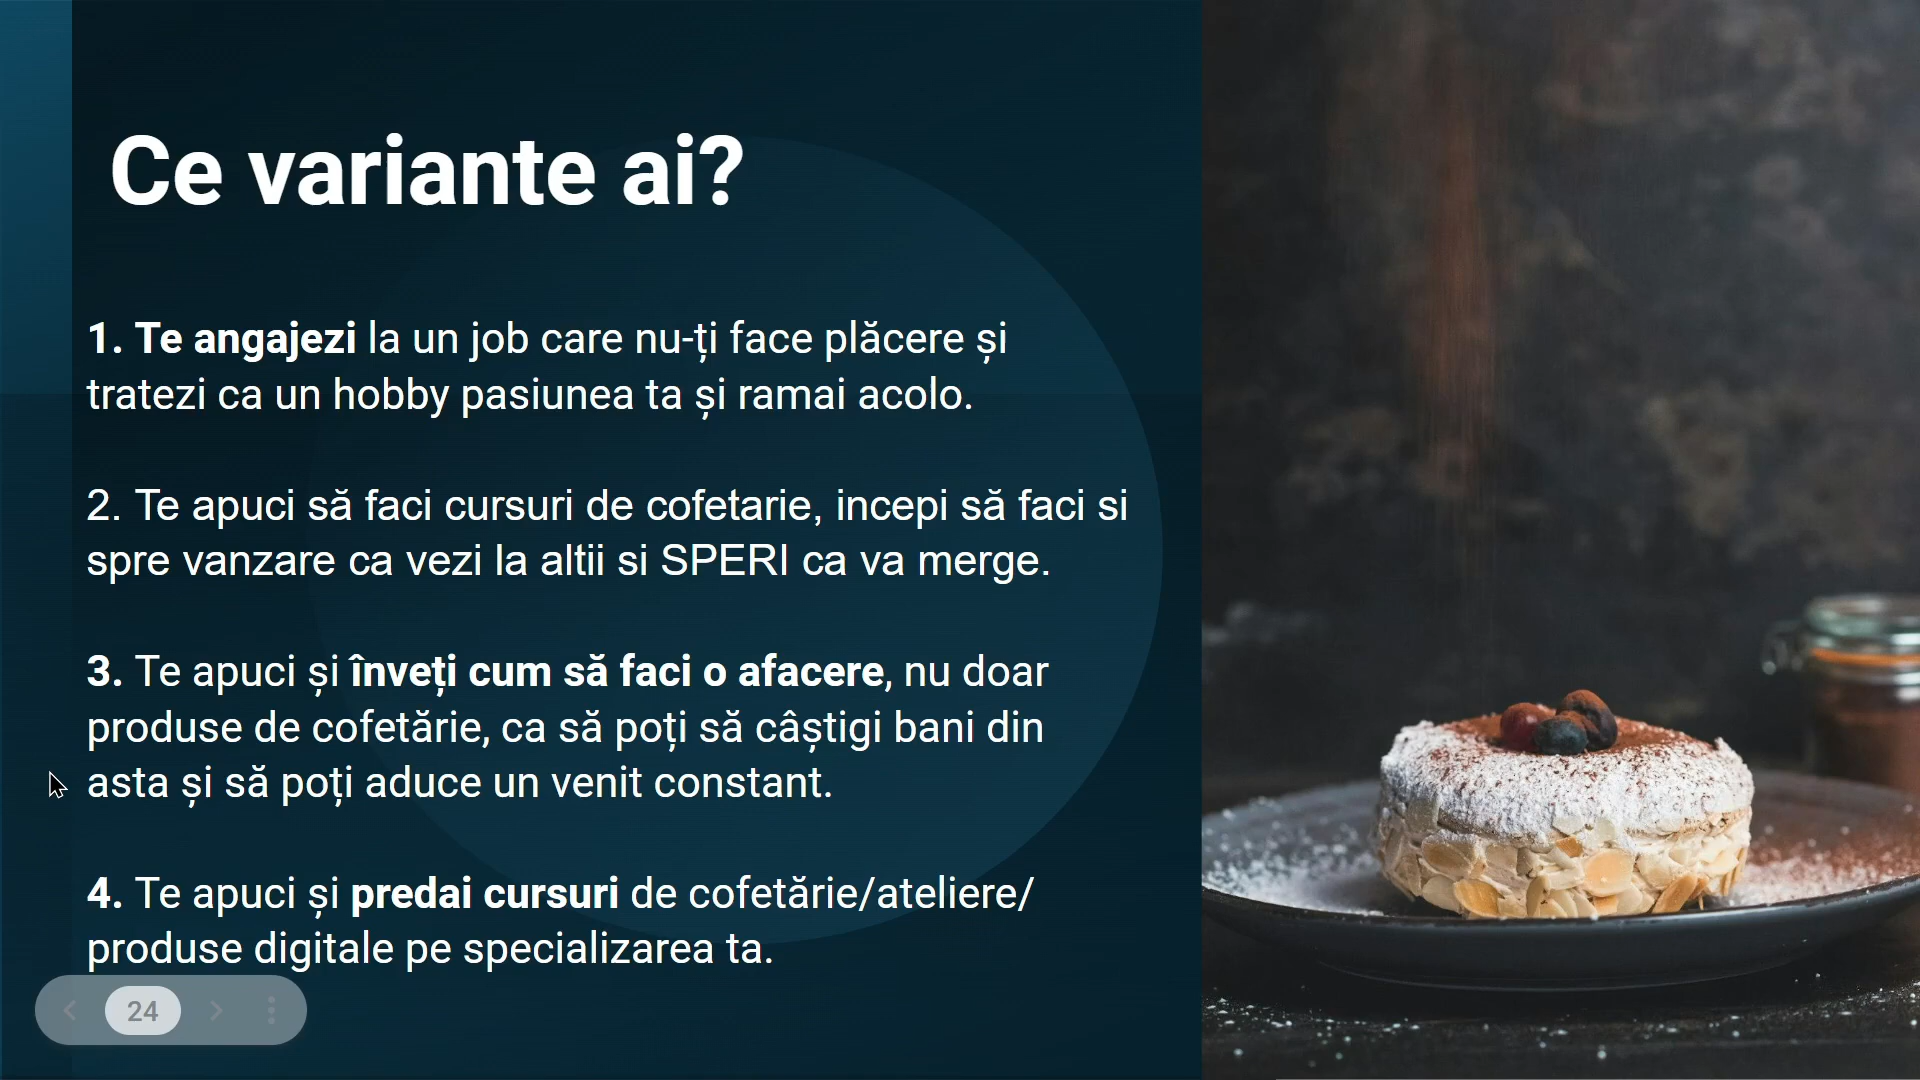 Ce variante ai?
1. Te angajezi la un job care nu-ți face plăcere și
tratezi ca un hobby pasiunea ta și ramai acolo.
2. Te apuci să faci cursuri de cofetarie, incepi să faci si
spre vanzare ca vezi la altii si SPERI ca va merge.
3. Te apuci și înveți cum să faci o afacere, nu doar
produse de cofetărie, ca să poți să câștigi bani din
asta și să poți aduce un venit constant.
4. Te apuci și predai cursuri de cofetărie/ateliere/
produse digitale pe specializarea ta.
24